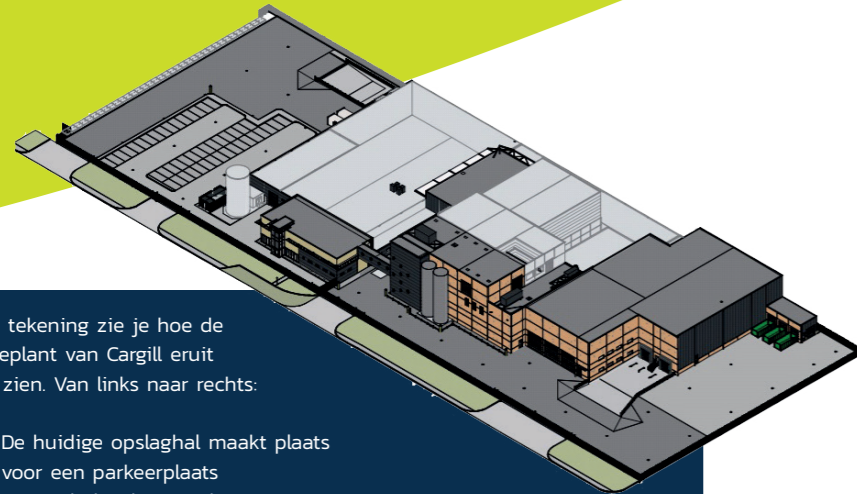 tekening zie je hoe de
eplant van Cargill eruit
zien. Van links naar rechts:
De huidige opslaghal maakt plaats
voor een parkeerplaats